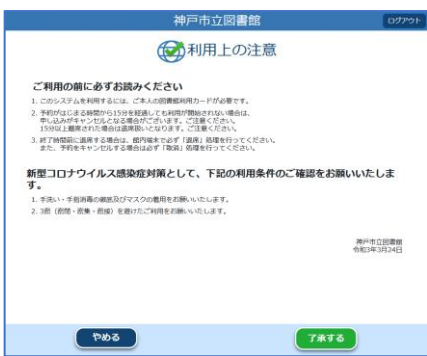 神戸市立図書館
ログアウト
利用上の注意
ご利用の前に必ずお読みください
1. このシステムを利用するには、ご本人の図書館利用カードが必要です。
2. 予約がはじまる時間から15分を経過しても利用が開始されない場合は、
申し込みがキャンセルとなる場合がございます。ご注意ください。
15分以上離席された場合は退席扱いとなります。ご注意ください。
3. 終了時間前に退席する場合は、館内端末で必ず「退席」処理を行ってください。
また、予約をキャンセルする場合は必ず「取消」処理を行ってください。
新型コロナウイルス感染症対策として、下記の利用条件のご確認をお願いいたしま
す。
1. 手洗い・手指消毒の徹底及びマスクの着用をお願いいたします。
2. 3密（密閉・密集・密接）を避けたご利用をお願いいたします。
神戸市立図書館
令和3年3月24日
やめる
了承する